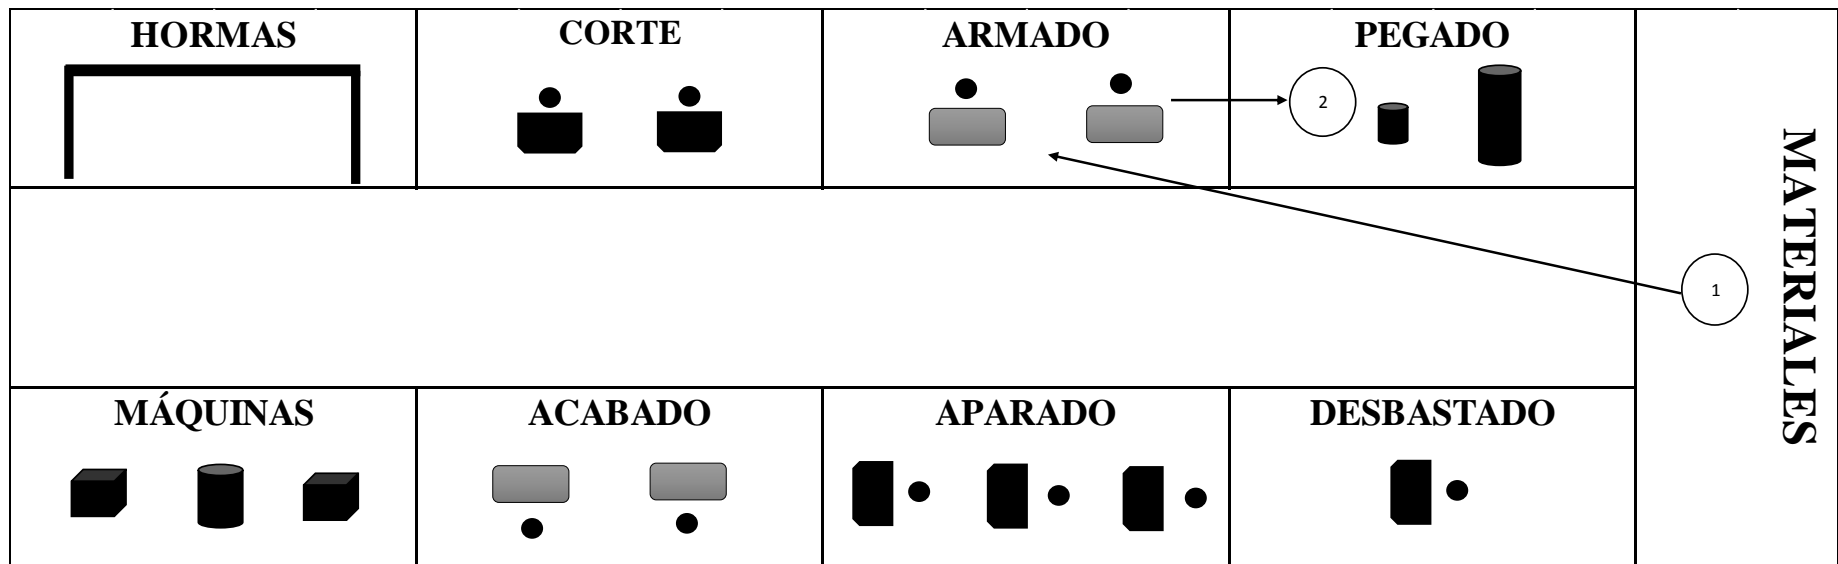 HORMAS
CORTE
ARMADO
PEGADO
2
MATERIALES
1
MÁQUINAS
ACABADO
APARADO
DESBASTADO